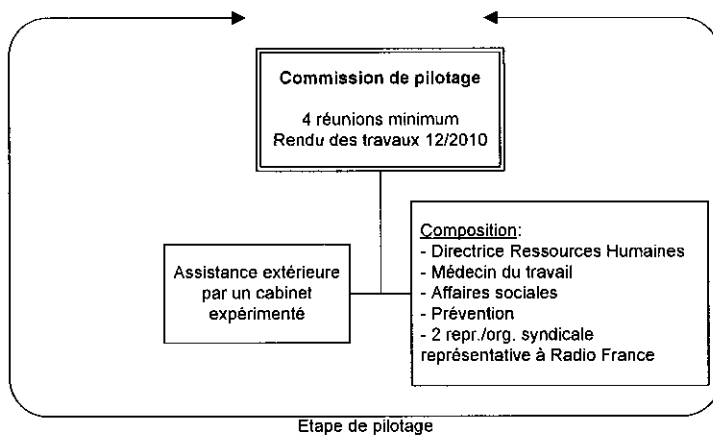 Commission de pilotage
4 réunions minimum
Rendu des travaux 12/2010
Assistance extérieure
par un cabinet
expérimenté
Composition:
- Directrice Ressources Humaines
- Médecin du travail
- Affaires sociales
- Prévention
- 2 repr./org. syndicale
représentative à Radio France
Etape de pilotage